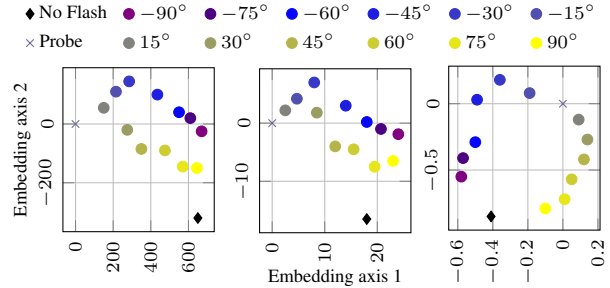 No Flash −90° −75° −60° −45° −30° −15°
Probe 15° 30° 45° 60° 75° 90°
Embedding axis 2
0
−200
0 200 400 600
0
−10
0 10 20
0
−0.5
−0.6 −0.4 −0.2 0 0.2
Embedding axis 1